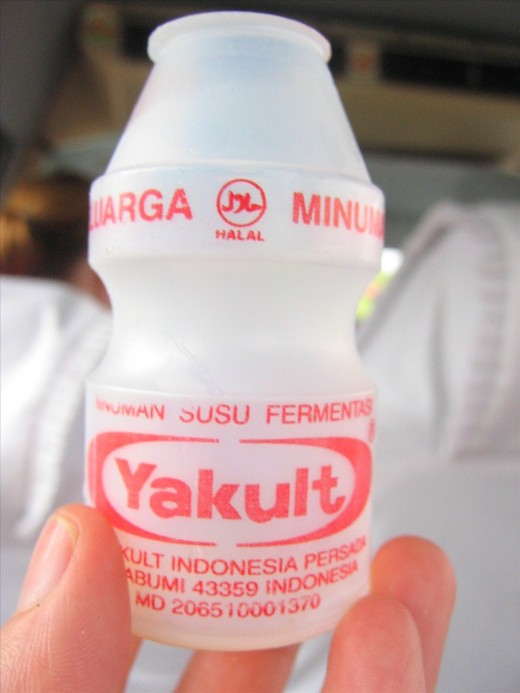 LUARGA HALAL MINUM
MINUMAN SUSU FERMENTASI
Yakult
KULT INDONESIA PERSADA
ABUMI 43359 INDONESIA
MD 206510001370